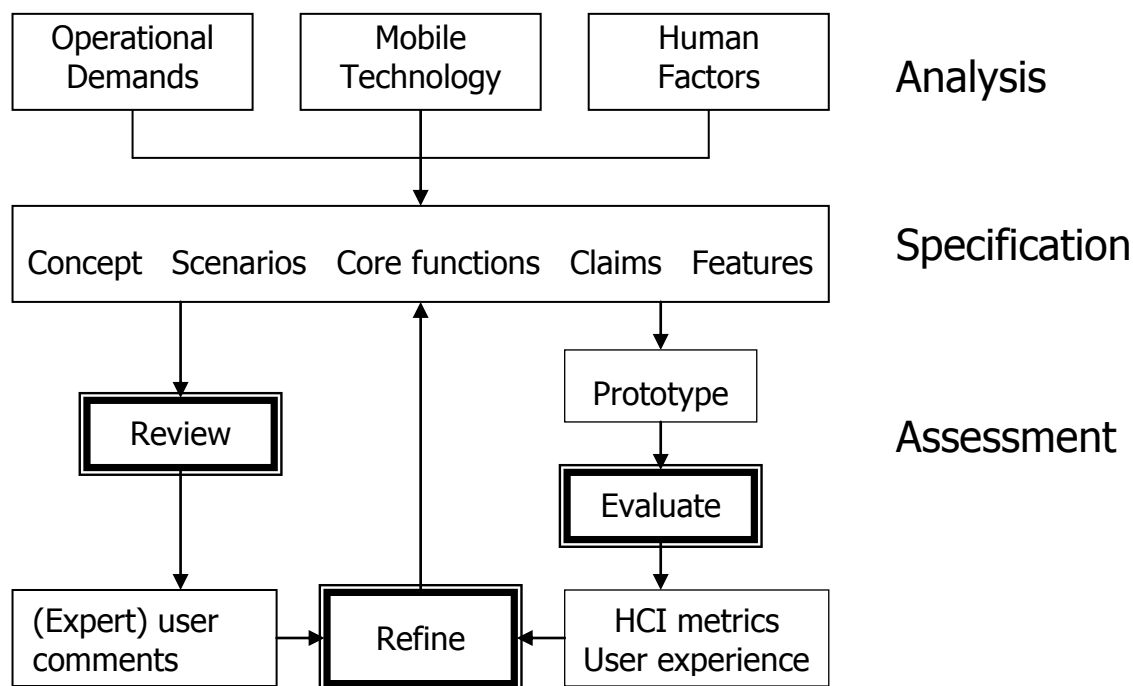 Operational
Demands
Mobile
Technology
Human
Factors
Analysis
Concept Scenarios Core functions Claims Features
Specification
Prototype
Review
Assessment
Evaluate
(Expert) user
comments
Refine
HCI metrics
User experience